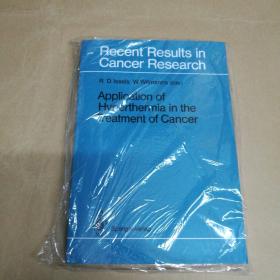 Recent Results in
Cancer Research
R. D. Issels W. Wilmanns (Eds.)
Application of
Hyperthermia in the
Treatment of Cancer
Springer-Verlag